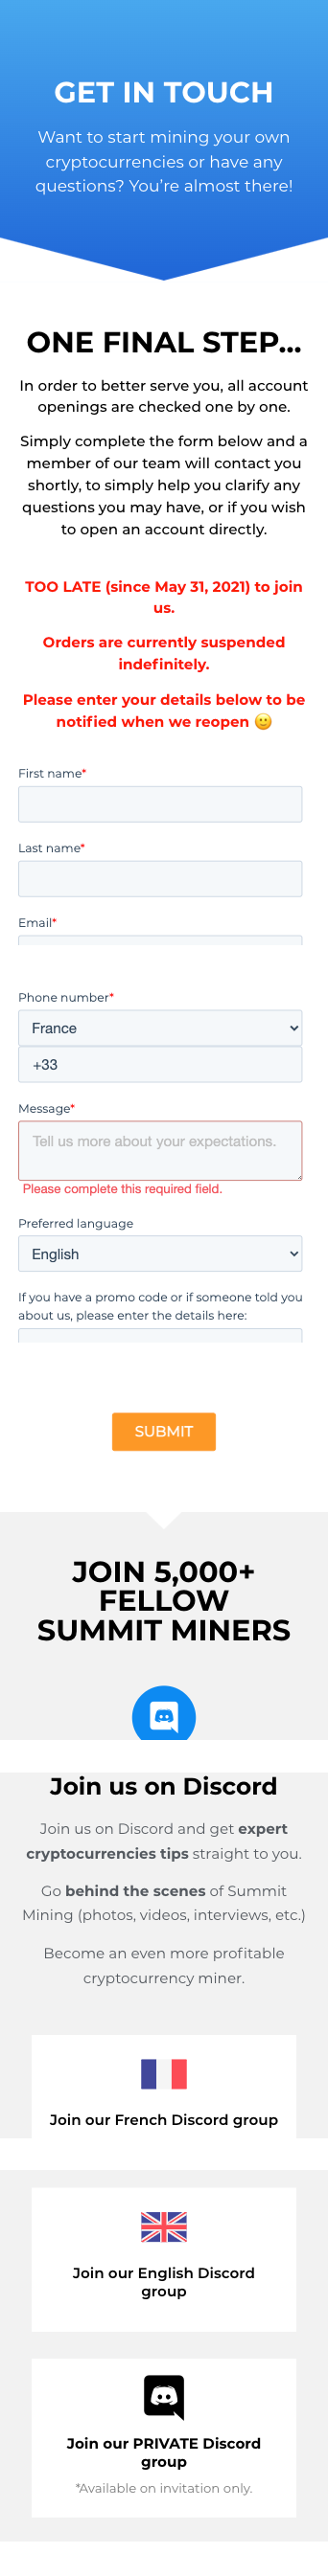 GET IN TOUCH
Want to start mining your own
cryptocurrencies or have any
questions? You’re almost there!
ONE FINAL STEP...
In order to better serve you, all account
openings are checked one by one.
Simply complete the form below and a
member of our team will contact you
shortly, to simply help you clarify any
questions you may have, or if you wish
to open an account directly.
TOO LATE (since May 31, 2021) to join
us.
Orders are currently suspended
indefinitely.
Please enter your details below to be
notified when we reopen 🙂
First name*
Last name*
Email*
Phone number*
France
+33
Message*
Tell us more about your expectations.
Please complete this required field.
Preferred language
English
If you have a promo code or if someone told you
about us, please enter the details here:
SUBMIT
JOIN 5,000+
FELLOW
SUMMIT MINERS
Join us on Discord
Join us on Discord and get expert
cryptocurrencies tips straight to you.
Go behind the scenes of Summit
Mining (photos, videos, interviews, etc.)
Become an even more profitable
cryptocurrency miner.
Join our French Discord group
Join our English Discord
group
Join our PRIVATE Discord
group
*Available on invitation only.